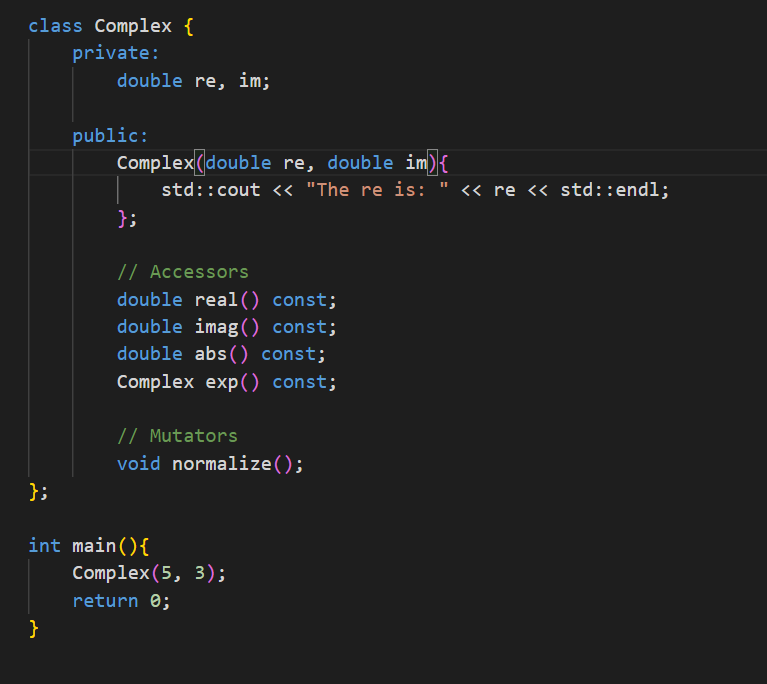 class Complex {
    private:
        double re, im;

    public:
        Complex(double re, double im){
            std::cout << "The re is: " << re << std::endl;
        };

        // Accessors
        double real() const;
        double imag() const;
        double abs() const;
        Complex exp() const;

        // Mutators
        void normalize();
};

int main(){
    Complex(5, 3);
    return 0;
}